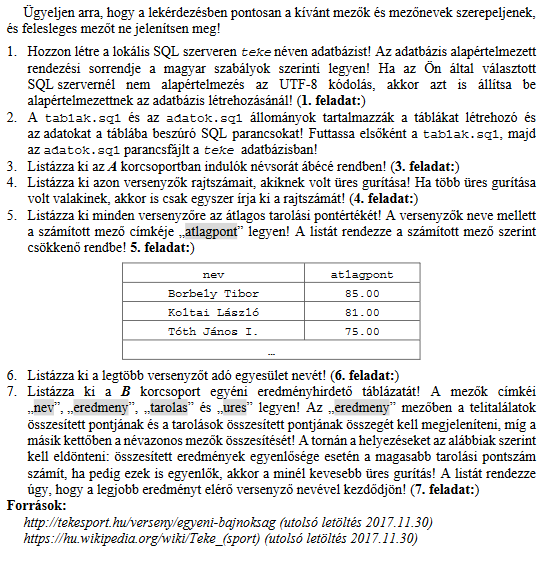 Ügyeljen arra, hogy a lekérdezésben pontosan a kívánt mezők és mezőnevek szerepeljenek,
és felesleges mezőt ne jelenítsen meg!
1. Hozzon létre a lokális SQL szerveren teke néven adatbázist! Az adatbázis alapértelmezett
rendezési sorrendje a magyar szabályok szerinti legyen! Ha az Ön által választott
SQL szervernél nem alapértelmezés az UTF-8 kódolás, akkor azt is állítsa be
alapértelmezettnek az adatbázis létrehozásánál! (1. feladat:)
2. A tablak.sql és az adatok.sql állományok tartalmazzák a táblákat létrehozó és
az adatokat a táblába beszúró SQL parancsokat! Futtassa elsőként a tablak.sql, majd
az adatok.sql parancsfájlt a teke adatbázisban!
3. Listázza ki az A korcsoportban indulók névsorát ábécé rendben! (3. feladat:)
4. Listázza ki azon versenyzők rajtszámait, akiknek volt üres gurítása! Ha több üres gurítása
volt valakinek, akkor is csak egyszer írja ki a rajtszámát! (4. feladat:)
5. Listázza ki minden versenyzőre az átlagos tarolási pontértékét! A versenyzők neve mellett
a számított mező címkéje „atlagpont” legyen! A listát rendezze a számított mező szerint
csökkenő rendbe! 5. feladat:)
nev atlagpont
Borbely Tibor 85.00
Koltai László 81.00
Tóth János I. 75.00
…
6. Listázza ki a legtöbb versenyzőt adó egyesület nevét! (6. feladat:)
7. Listázza ki a B korcsoport egyéni eredményhirdető táblázatát! A mezők címkéi
„nev”, „eredmeny”, „tarolas” és „ures” legyen! Az „eredmeny” mezőben a telitalálatok
összesített pontjának és a tarolások összesített pontjának összegét kell megjeleníteni, míg a
másik kettőben a névazonos mezők összesítését! A tornán a helyezéseket az alábbiak szerint
kell eldönteni: összesített eredmények egyenlősége esetén a magasabb tarolási pontszám
számít, ha pedig ezek is egyenlők, akkor a minél kevesebb üres gurítás! A listát rendezze
úgy, hogy a legjobb eredményt elérő versenyző nevével kezdődjön! (7. feladat:)
Források:
http://tekesport.hu/verseny/egyeni-bajnoksag (utolsó letöltés 2017.11.30)
https://hu.wikipedia.org/wiki/Teke_(sport) (utolsó letöltés 2017.11.30)